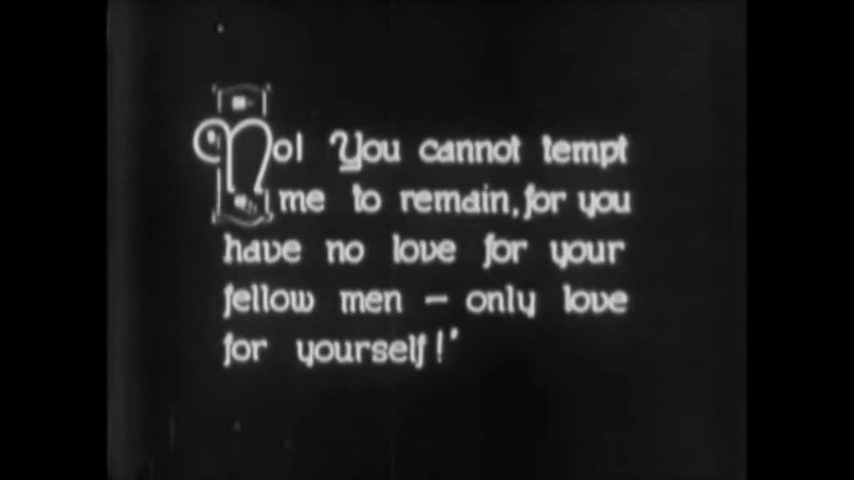 No! You cannot tempt
me to remain, for you
have no love for your
fellow men — only love
for yourself!"